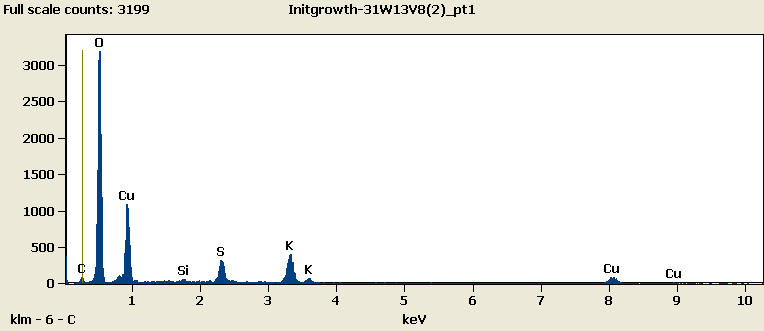 Full scale counts: 3199 Initgrowth-31W13V8(2)_pt1
O
3000
2500
2000
1500
1000
500
0
Cu
C
Si
S
K
K
Cu
Cu
1 2 3 4 5 6 7 8 9 10
klm - 6 - C keV